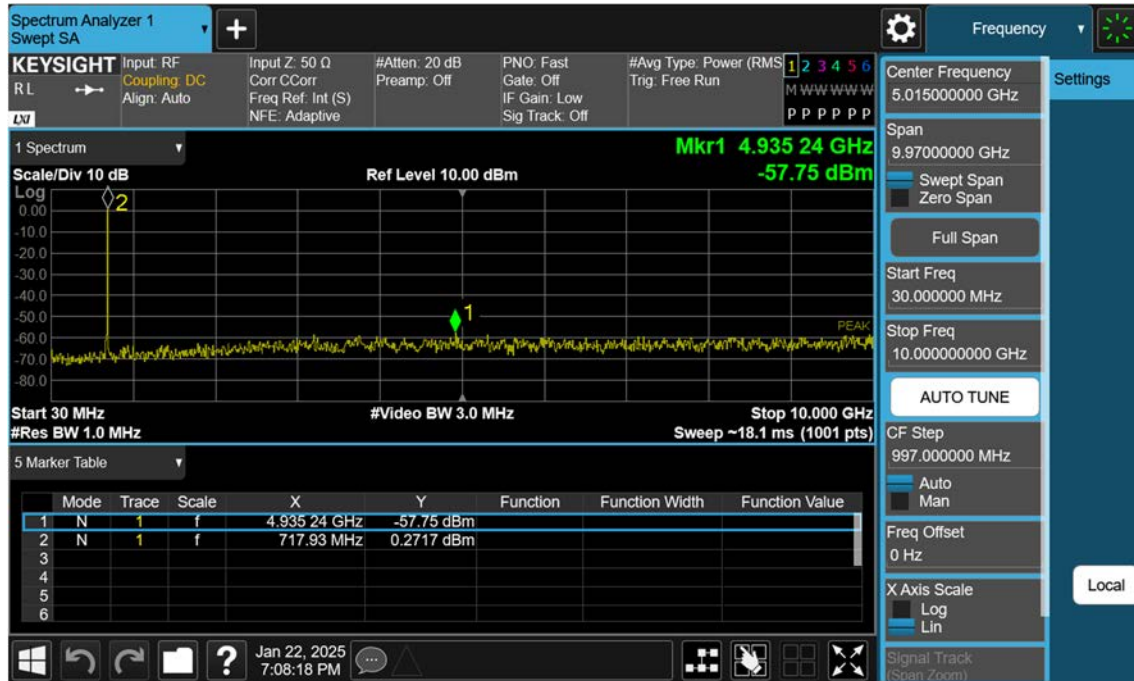 Spectrum Analyzer 1
Swept SA
+
Frequency
KEYSIGHT
R L
LXI
Input: RF
Coupling: DC
Align: Auto
Input Z: 50 Ω
Corr CCorr
Freq Ref: Int (S)
NFE: Adaptive
#Atten: 20 dB
Preamp: Off
PNO: Fast
Gate: Off
IF Gain: Low
Sig Track: Off
#Avg Type: Power (RMS
Trig: Free Run
1 2 3 4 5 6
M W W W W W
P P P P P P
1 Spectrum
Mkr1 4.935 24 GHz
-57.75 dBm
Scale/Div 10 dB
Ref Level 10.00 dBm
Log
0.00
-10.0
-20.0
-30.0
-40.0
-50.0
-60.0
-70.0
-80.0
2
1
PEAK
Start 30 MHz
#Video BW 3.0 MHz
Stop 10.000 GHz
#Res BW 1.0 MHz
Sweep ~18.1 ms (1001 pts)
5 Marker Table
Mode Trace Scale X Y Function Function Width Function Value
1 N 1 f 4.935 24 GHz -57.75 dBm
2 N 1 f 717.93 MHz 0.2717 dBm
3
4
5
6
?
Jan 22, 2025
7:08:18 PM
Center Frequency
5.015000000 GHz
Settings
Span
9.97000000 GHz
Swept Span
Zero Span
Full Span
Start Freq
30.000000 MHz
Stop Freq
10.000000000 GHz
AUTO TUNE
CF Step
997.000000 MHz
Auto
Man
Freq Offset
0 Hz
X Axis Scale
Log
Lin
Local
Signal Track
(Span Zoom)